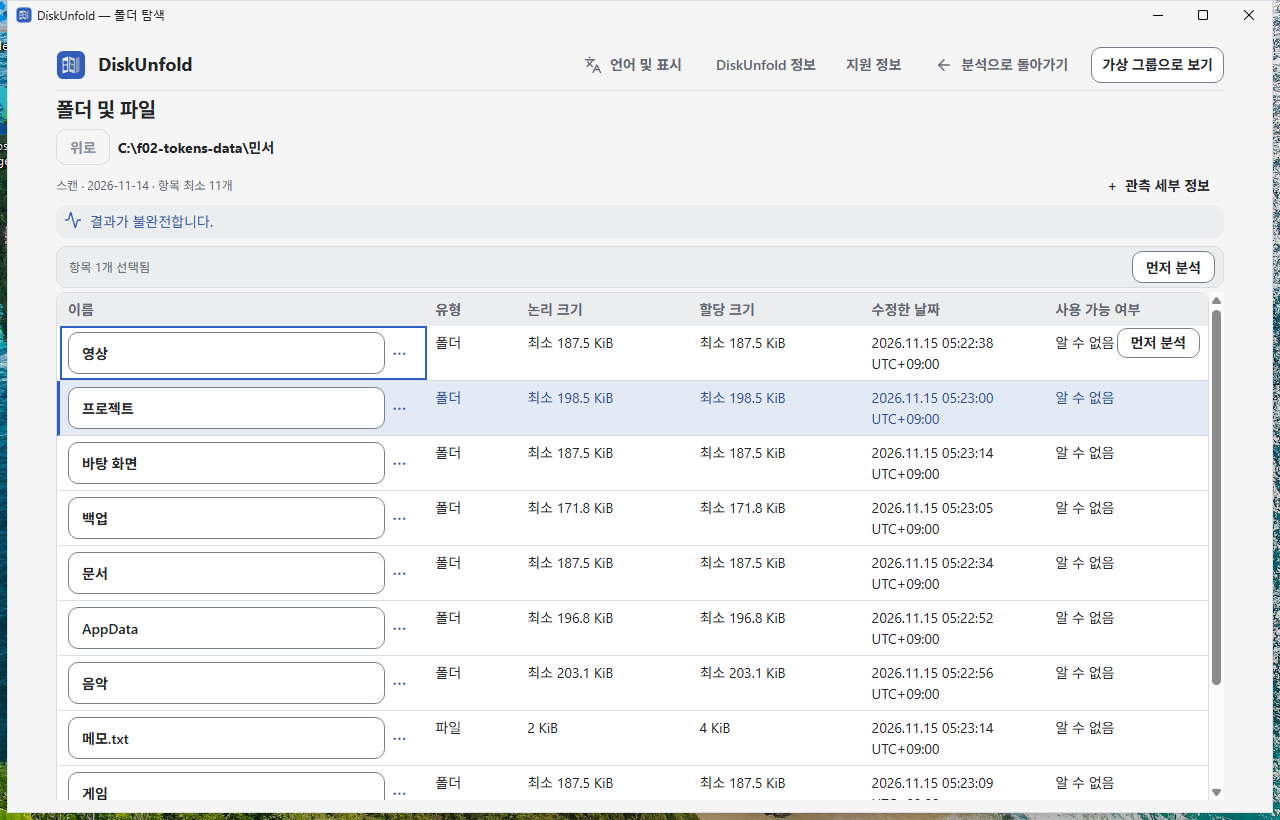 DiskUnfold — 폴더 탐색
DiskUnfold
언어 및 표시
DiskUnfold 정보
지원 정보
← 분석으로 돌아가기
가상 그룹으로 보기
폴더 및 파일
위로 C:\f02-tokens-data\민서
스캔 · 2026-11-14 · 항목 최소 11개
+ 관측 세부 정보
결과가 불완전합니다.
항목 1개 선택됨
먼저 분석
이름 유형 논리 크기 할당 크기 수정한 날짜 사용 가능 여부
영상 ··· 폴더 최소 187.5 KiB 최소 187.5 KiB 2026.11.15 05:22:38 알 수 없음 먼저 분석
UTC+09:00
프로젝트 ··· 폴더 최소 198.5 KiB 최소 198.5 KiB 2026.11.15 05:23:00 알 수 없음
UTC+09:00
바탕 화면 ··· 폴더 최소 187.5 KiB 최소 187.5 KiB 2026.11.15 05:23:14 알 수 없음
UTC+09:00
백업 ··· 폴더 최소 171.8 KiB 최소 171.8 KiB 2026.11.15 05:23:05 알 수 없음
UTC+09:00
문서 ··· 폴더 최소 187.5 KiB 최소 187.5 KiB 2026.11.15 05:22:34 알 수 없음
UTC+09:00
AppData ··· 폴더 최소 196.8 KiB 최소 196.8 KiB 2026.11.15 05:22:52 알 수 없음
UTC+09:00
음악 ··· 폴더 최소 203.1 KiB 최소 203.1 KiB 2026.11.15 05:22:56 알 수 없음
UTC+09:00
메모.txt ··· 파일 2 KiB 4 KiB 2026.11.15 05:23:14 알 수 없음
UTC+09:00
게임 ··· 폴더 최소 187.5 KiB 최소 187.5 KiB 2026.11.15 05:23:09 알 수 없음